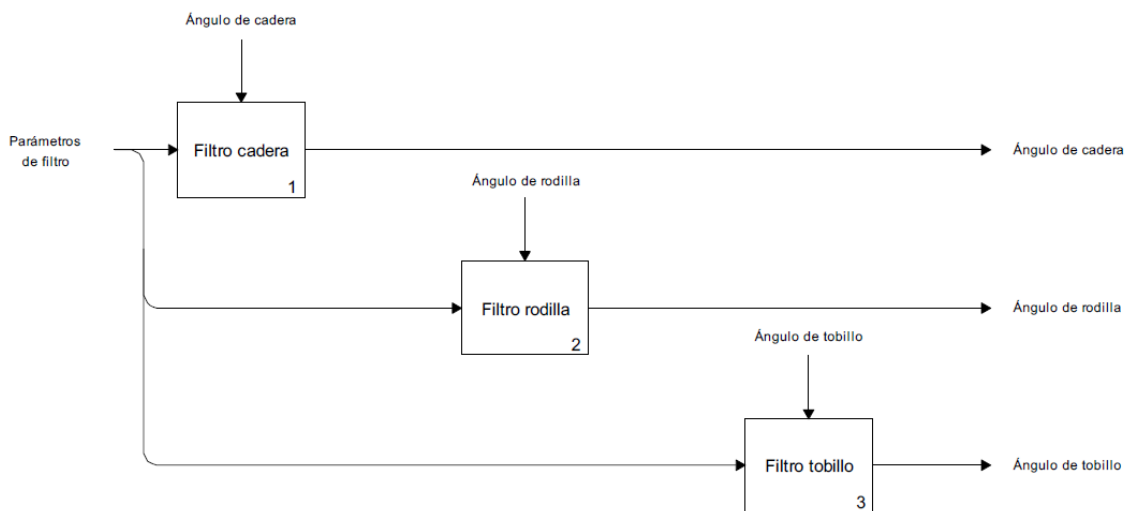 Ángulo de cadera
Parámetros
de filtro
Filtro cadera
1
Ángulo de cadera
Ángulo de rodilla
Filtro rodilla
2
Ángulo de rodilla
Ángulo de tobillo
Filtro tobillo
3
Ángulo de tobillo